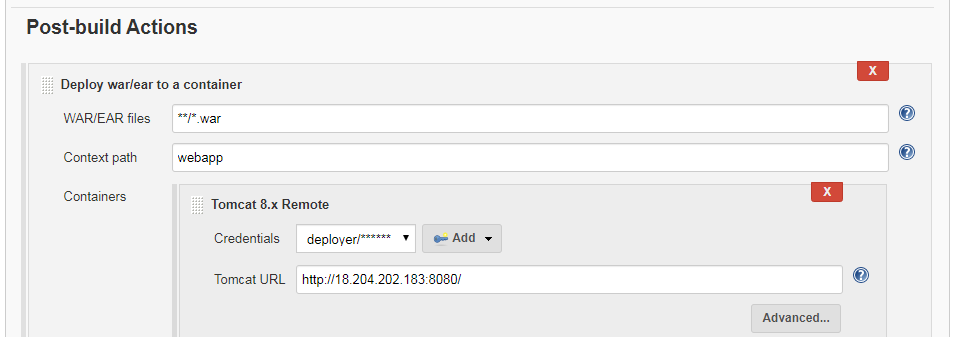 Post-build Actions
X
Deploy war/ear to a container
WAR/EAR files **/*.war ?
Context path webapp ?
Containers
X
Tomcat 8.x Remote
Credentials deployer/****** Add
Tomcat URL http://18.204.202.183:8080/ ?
Advanced...